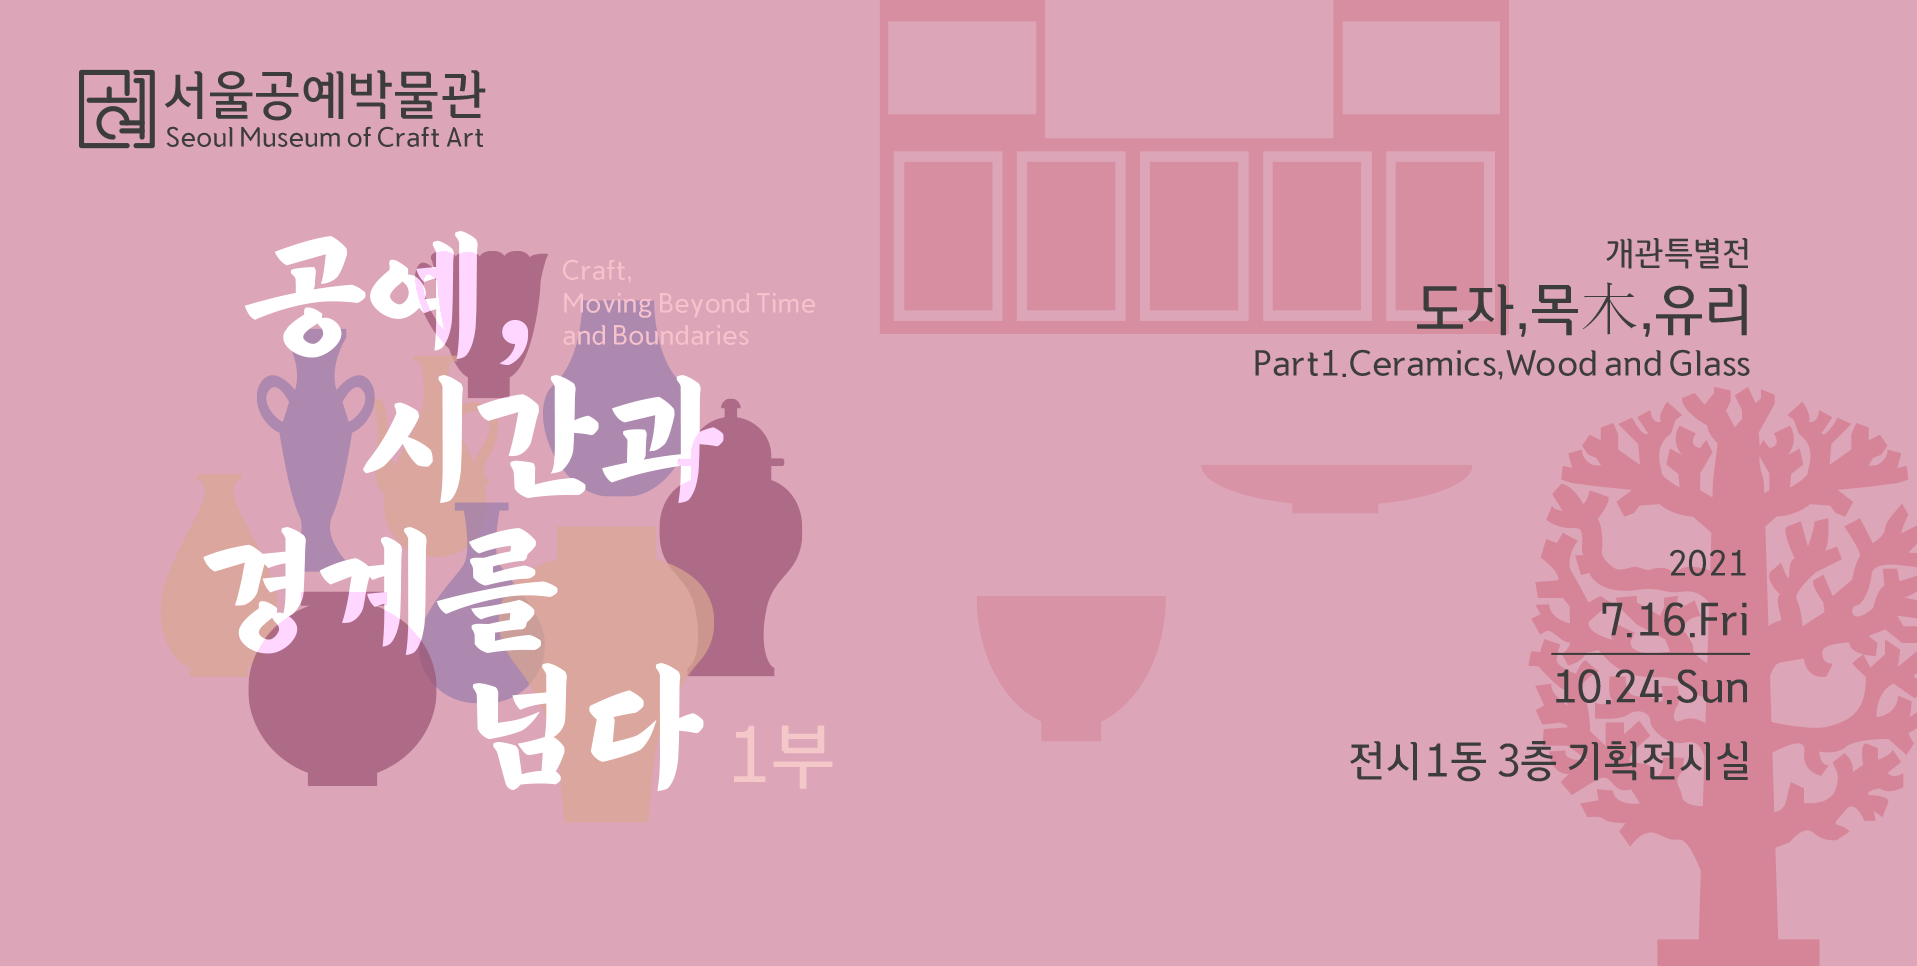 서울공예박물관
Seoul Museum of Craft Art
공예,
시간과
경계를
넘다
1부
Craft,
Moving Beyond Time
and Boundaries
개관특별전
도자,목木,유리
Part1.Ceramics,Wood and Glass
2021
7.16.Fri
10.24.Sun
전시1동 3층 기획전시실